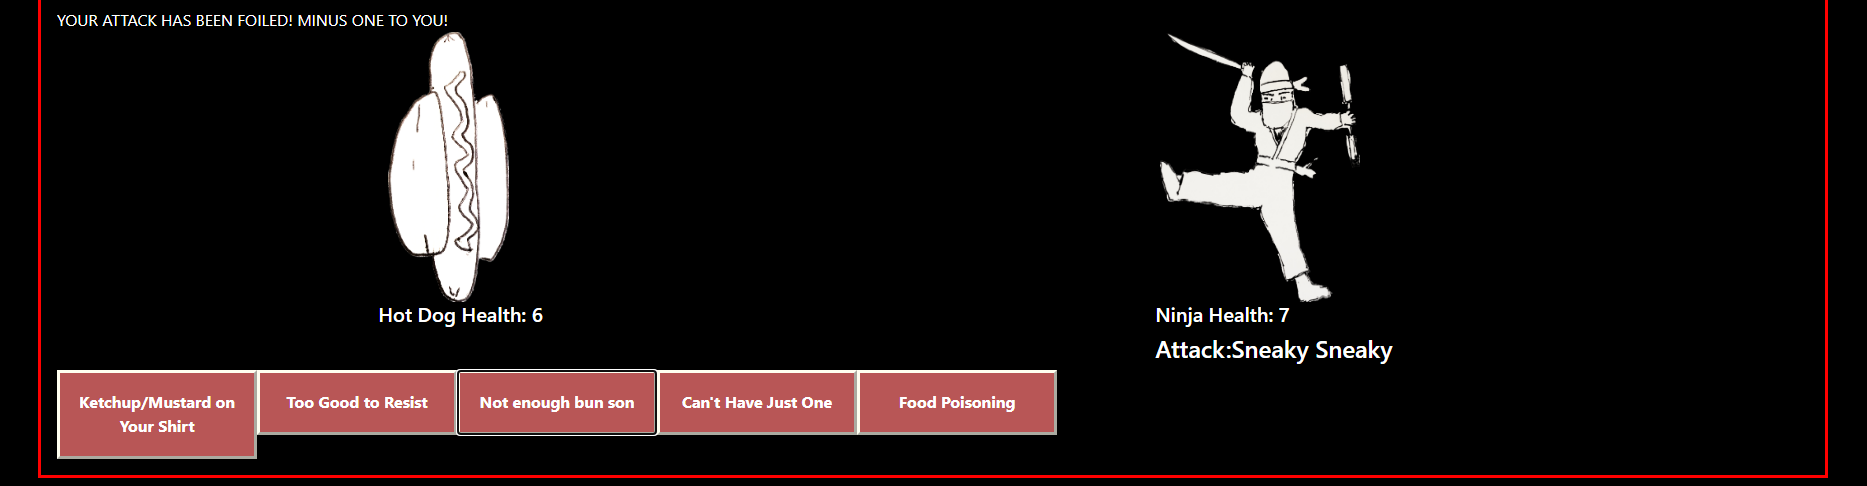 YOUR ATTACK HAS BEEN FOILED! MINUS ONE TO YOU!
Hot Dog Health: 6
Ninja Health: 7
Attack:Sneaky Sneaky
Ketchup/Mustard on
Your Shirt
Too Good to Resist
Not enough bun son
Can't Have Just One
Food Poisoning